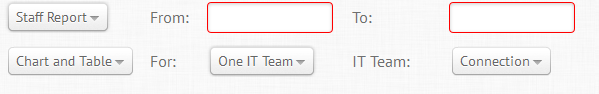 Staff Report From: To:
Chart and Table For: One IT Team IT Team: Connection